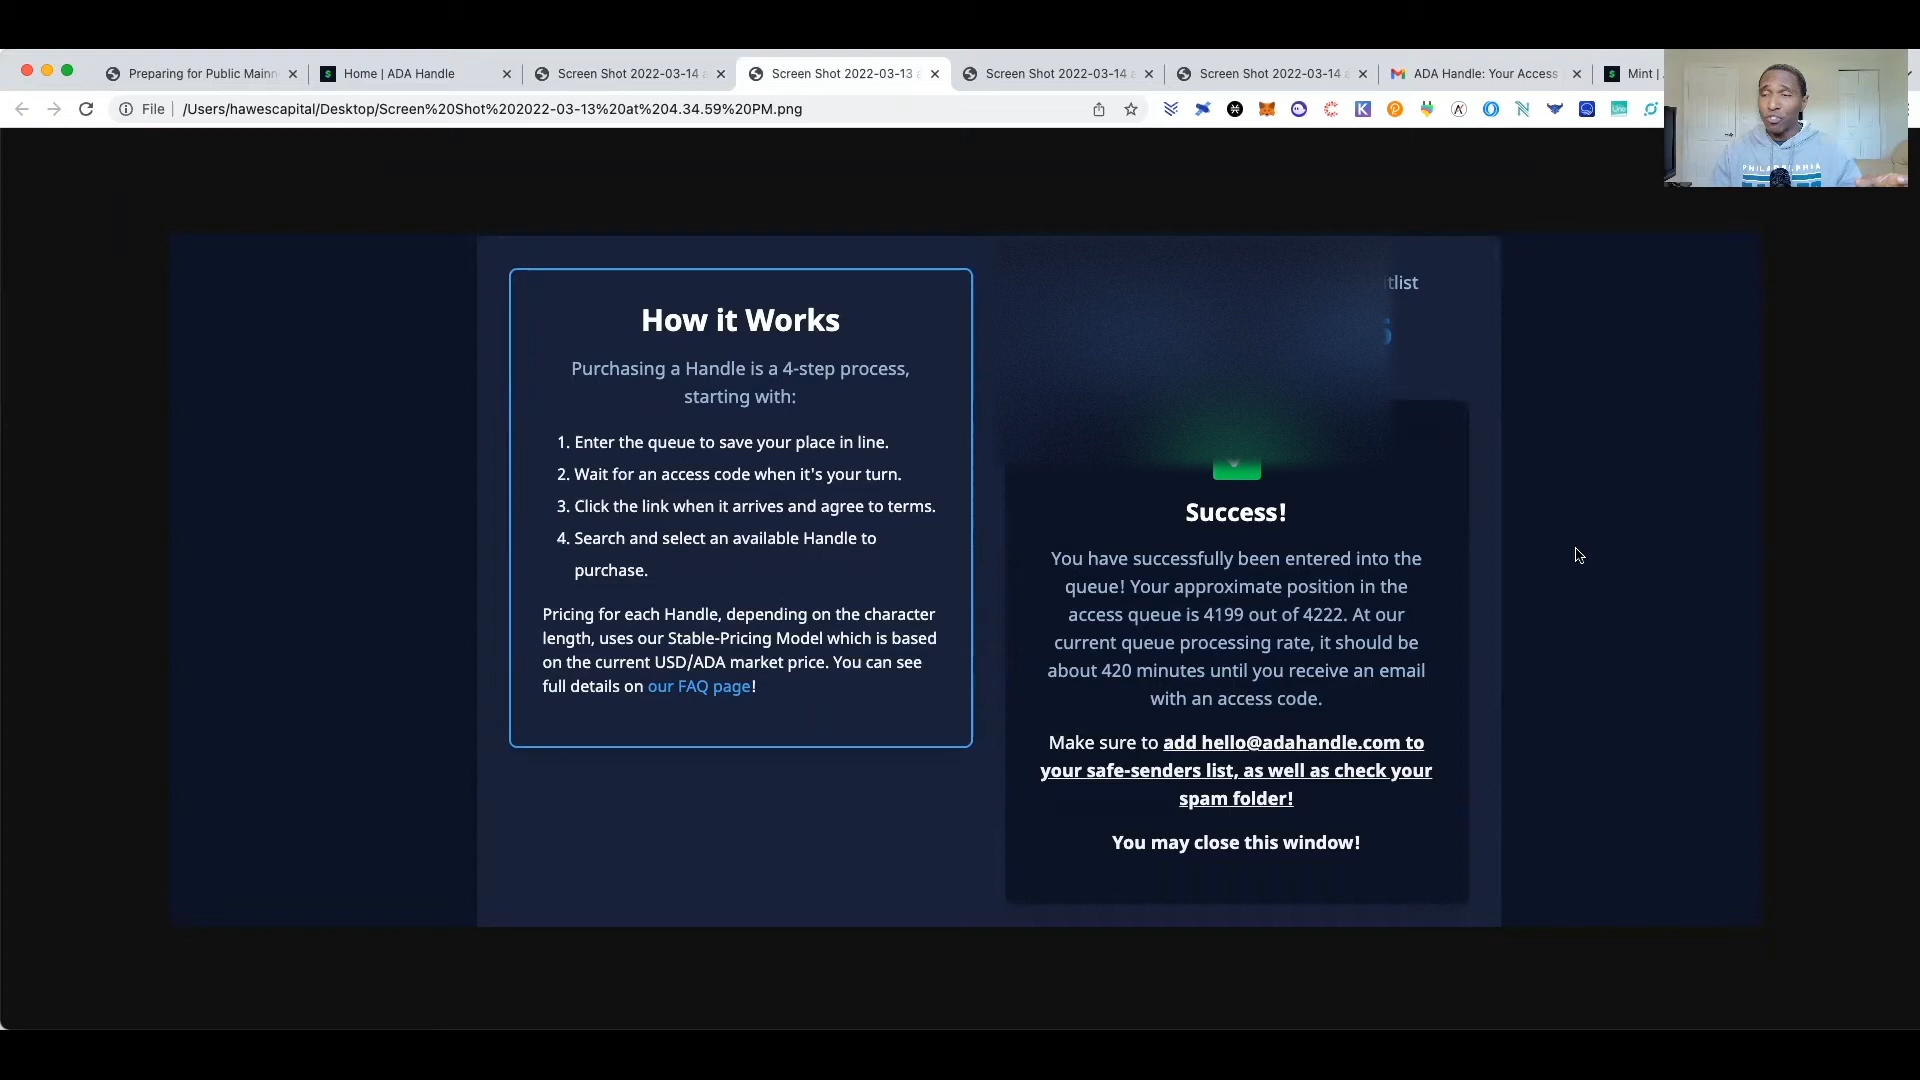 Preparing for Public Mainn
Home | ADA Handle
Screen Shot 2022-03-14 a
Screen Shot 2022-03-13 a
Screen Shot 2022-03-14 a
Screen Shot 2022-03-14 a
ADA Handle: Your Access
Mint |
File
/Users/hawescapital/Desktop/Screen%20Shot%202022-03-13%20at%204.34.59%20PM.png
PHILADELPHIA
How it Works
Purchasing a Handle is a 4-step process,
starting with:
1. Enter the queue to save your place in line.
2. Wait for an access code when it's your turn.
3. Click the link when it arrives and agree to terms.
4. Search and select an available Handle to
purchase.
Pricing for each Handle, depending on the character
length, uses our Stable-Pricing Model which is based
on the current USD/ADA market price. You can see
full details on our FAQ page!
tlist
Success!
You have successfully been entered into the
queue! Your approximate position in the
access queue is 4199 out of 4222. At our
current queue processing rate, it should be
about 420 minutes until you receive an email
with an access code.
Make sure to add hello@adahandle.com to
your safe-senders list, as well as check your
spam folder!
You may close this window!